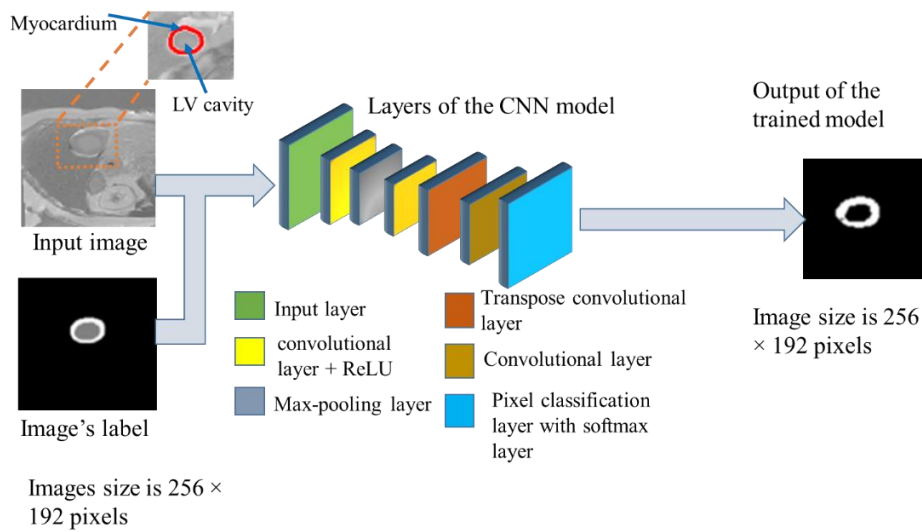 Myocardium
LV cavity
Input image
Image's label
Images size is 256 ×
192 pixels
Layers of the CNN model
Input layer
convolutional
layer + ReLU
Max-pooling layer
Transpose convolutional
layer
Convolutional layer
Pixel classification
layer with softmax
layer
Output of the
trained model
Image size is 256
× 192 pixels